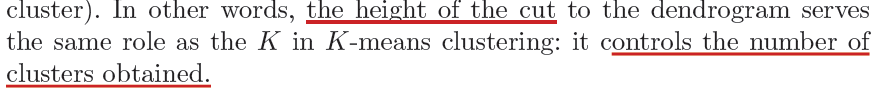 cluster). In other words, the height of the cut to the dendrogram serves
the same role as the K in K-means clustering: it controls the number of
clusters obtained.